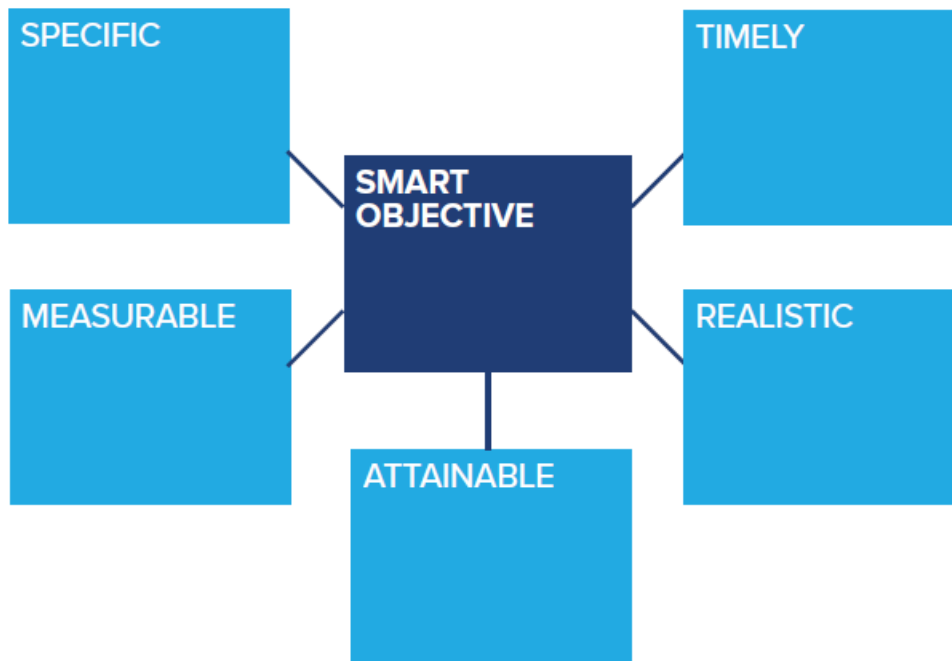 SPECIFIC
TIMELY
SMART
OBJECTIVE
MEASURABLE
REALISTIC
ATTAINABLE